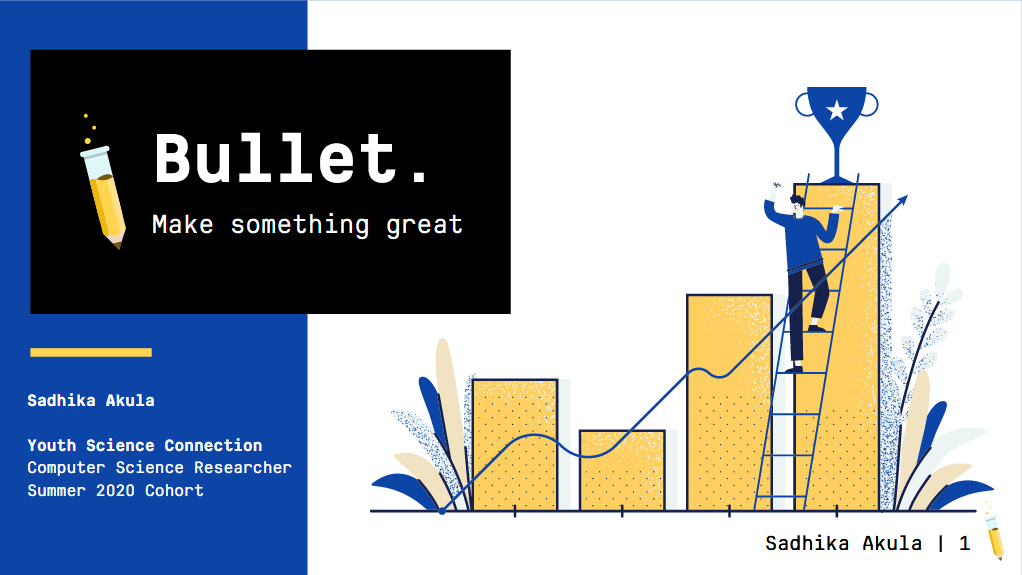 Bullet.
Make something great
Sadhika Akula
Youth Science Connection
Computer Science Researcher
Summer 2020 Cohort
Sadhika Akula | 1